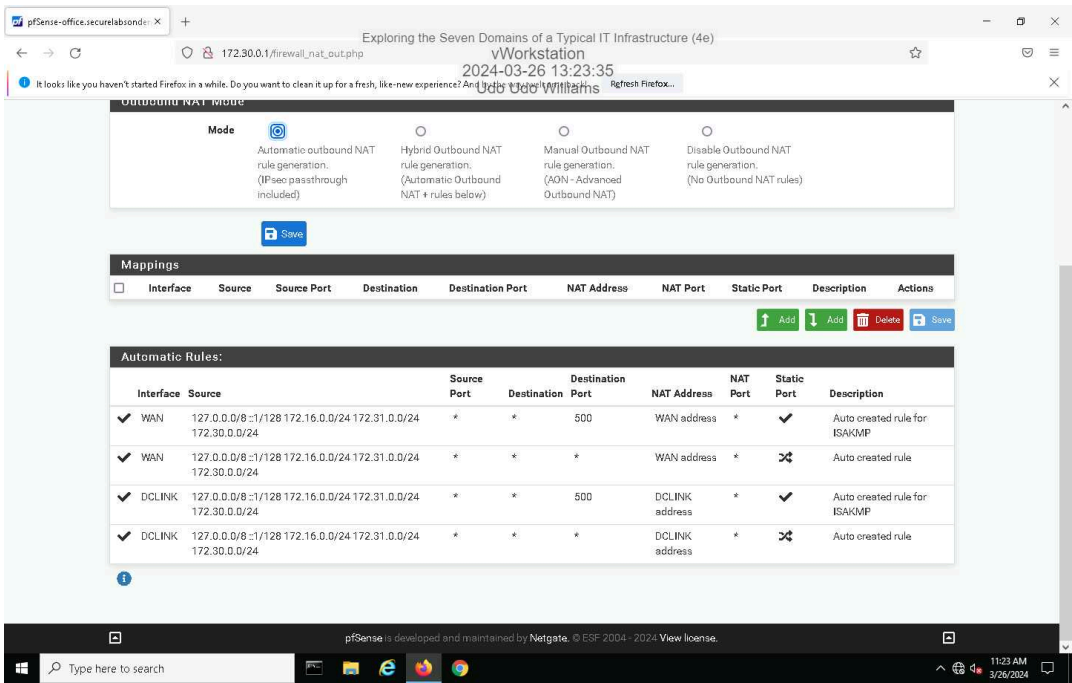 pfSense-office.securelabsonden
172.30.0.1/firewall_nat_out.php
Exploring the Seven Domains of a Typical IT Infrastructure (4e)
vWorkstation
2024-03-26 13:23:35
Udo Udo Williams
It looks like you haven't started Firefox in a while. Do you want to clean it up for a fresh, like-new experience? And by the way, welcome back!
Refresh Firefox...
Outbound NAT Mode
Mode
Automatic outbound NAT
rule generation.
(IPsec passthrough
included)
Hybrid Outbound NAT
rule generation.
(Automatic Outbound
NAT + rules below)
Manual Outbound NAT
rule generation.
(AON - Advanced
Outbound NAT)
Disable Outbound NAT
rule generation.
(No Outbound NAT rules)
Save
Mappings
Interface Source Source Port Destination Destination Port NAT Address NAT Port Static Port Description Actions
Add Add Delete Save
Automatic Rules:
Interface Source Source Port Destination Destination Port NAT Address NAT Port Static Port Description
WAN 127.0.0.0/8 ::1/128 172.16.0.0/24 172.31.0.0/24 * * 500 WAN address * Auto created rule for
172.30.0.0/24 ISAKMP
WAN 127.0.0.0/8 ::1/128 172.16.0.0/24 172.31.0.0/24 * * * WAN address * Auto created rule
172.30.0.0/24
DCLINK 127.0.0.0/8 ::1/128 172.16.0.0/24 172.31.0.0/24 * * 500 DCLINK * Auto created rule for
172.30.0.0/24 address ISAKMP
DCLINK 127.0.0.0/8 ::1/128 172.16.0.0/24 172.31.0.0/24 * * * DCLINK * Auto created rule
172.30.0.0/24 address
pfSense is developed and maintained by Netgate. © ESF 2004 - 2024 View license.
Type here to search
11:23 AM
3/26/2024